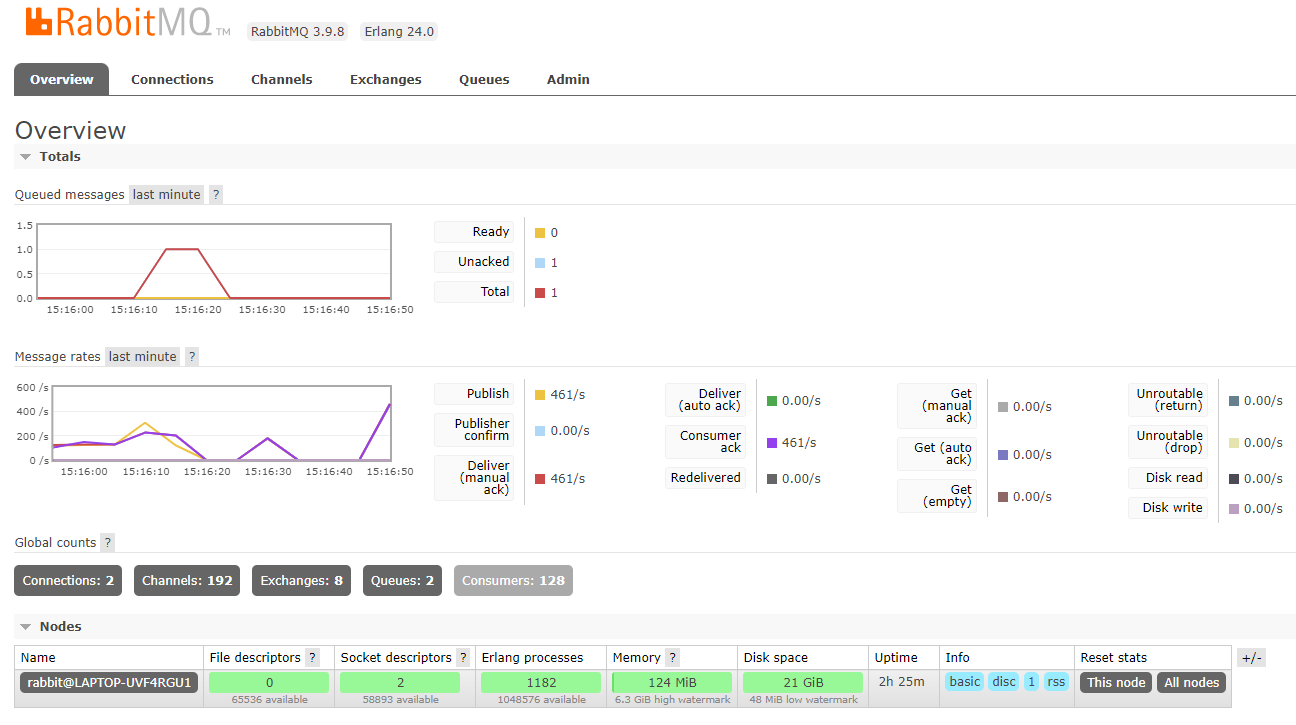 RabbitMQ TM RabbitMQ 3.9.8 Erlang 24.0
Overview Connections Channels Exchanges Queues Admin
Overview
Totals
Queued messages last minute ?
1.5
1.0
0.5
0.0
15:16:00 15:16:10 15:16:20 15:16:30 15:16:40 15:16:50
Ready 0
Unacked 1
Total 1
Message rates last minute ?
600 /s
400 /s
200 /s
0 /s
15:16:00 15:16:10 15:16:20 15:16:30 15:16:40 15:16:50
Publish 461/s
Publisher
confirm 0.00/s
Deliver
(manual
ack) 461/s
Deliver
(auto ack) 0.00/s
Consumer
ack 461/s
Redelivered 0.00/s
Get
(manual
ack) 0.00/s
Get (auto
ack) 0.00/s
Get
(empty) 0.00/s
Unroutable
(return) 0.00/s
Unroutable
(drop) 0.00/s
Disk read 0.00/s
Disk write 0.00/s
Global counts ?
Connections: 2 Channels: 192 Exchanges: 8 Queues: 2 Consumers: 128
Nodes
Name File descriptors ? Socket descriptors ? Erlang processes Memory ? Disk space Uptime Info Reset stats +/-
rabbit@LAPTOP-UVF4RGU1 0 2 1182 124 MiB 21 GiB 2h 25m basic disc 1 rss This node All nodes
65536 available 58893 available 1048576 available 6.3 GiB high watermark 48 MiB low watermark